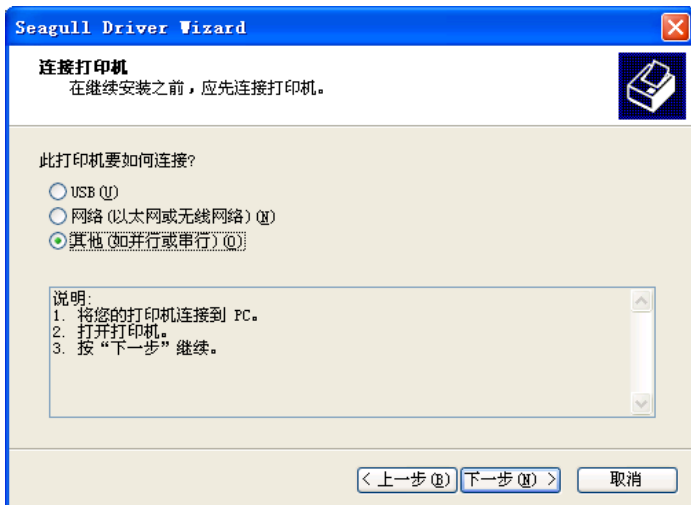 Seagull Driver Wizard
连接打印机
在继续安装之前，应先连接打印机。
此打印机要如何连接?
USB(U)
网络(以太网或无线网络)(N)
其他(如并行或串行)(O)
说明:
1. 将您的打印机连接到 PC。
2. 打开打印机。
3. 按“下一步”继续。
< 上一步(B) 下一步(N) > 取消